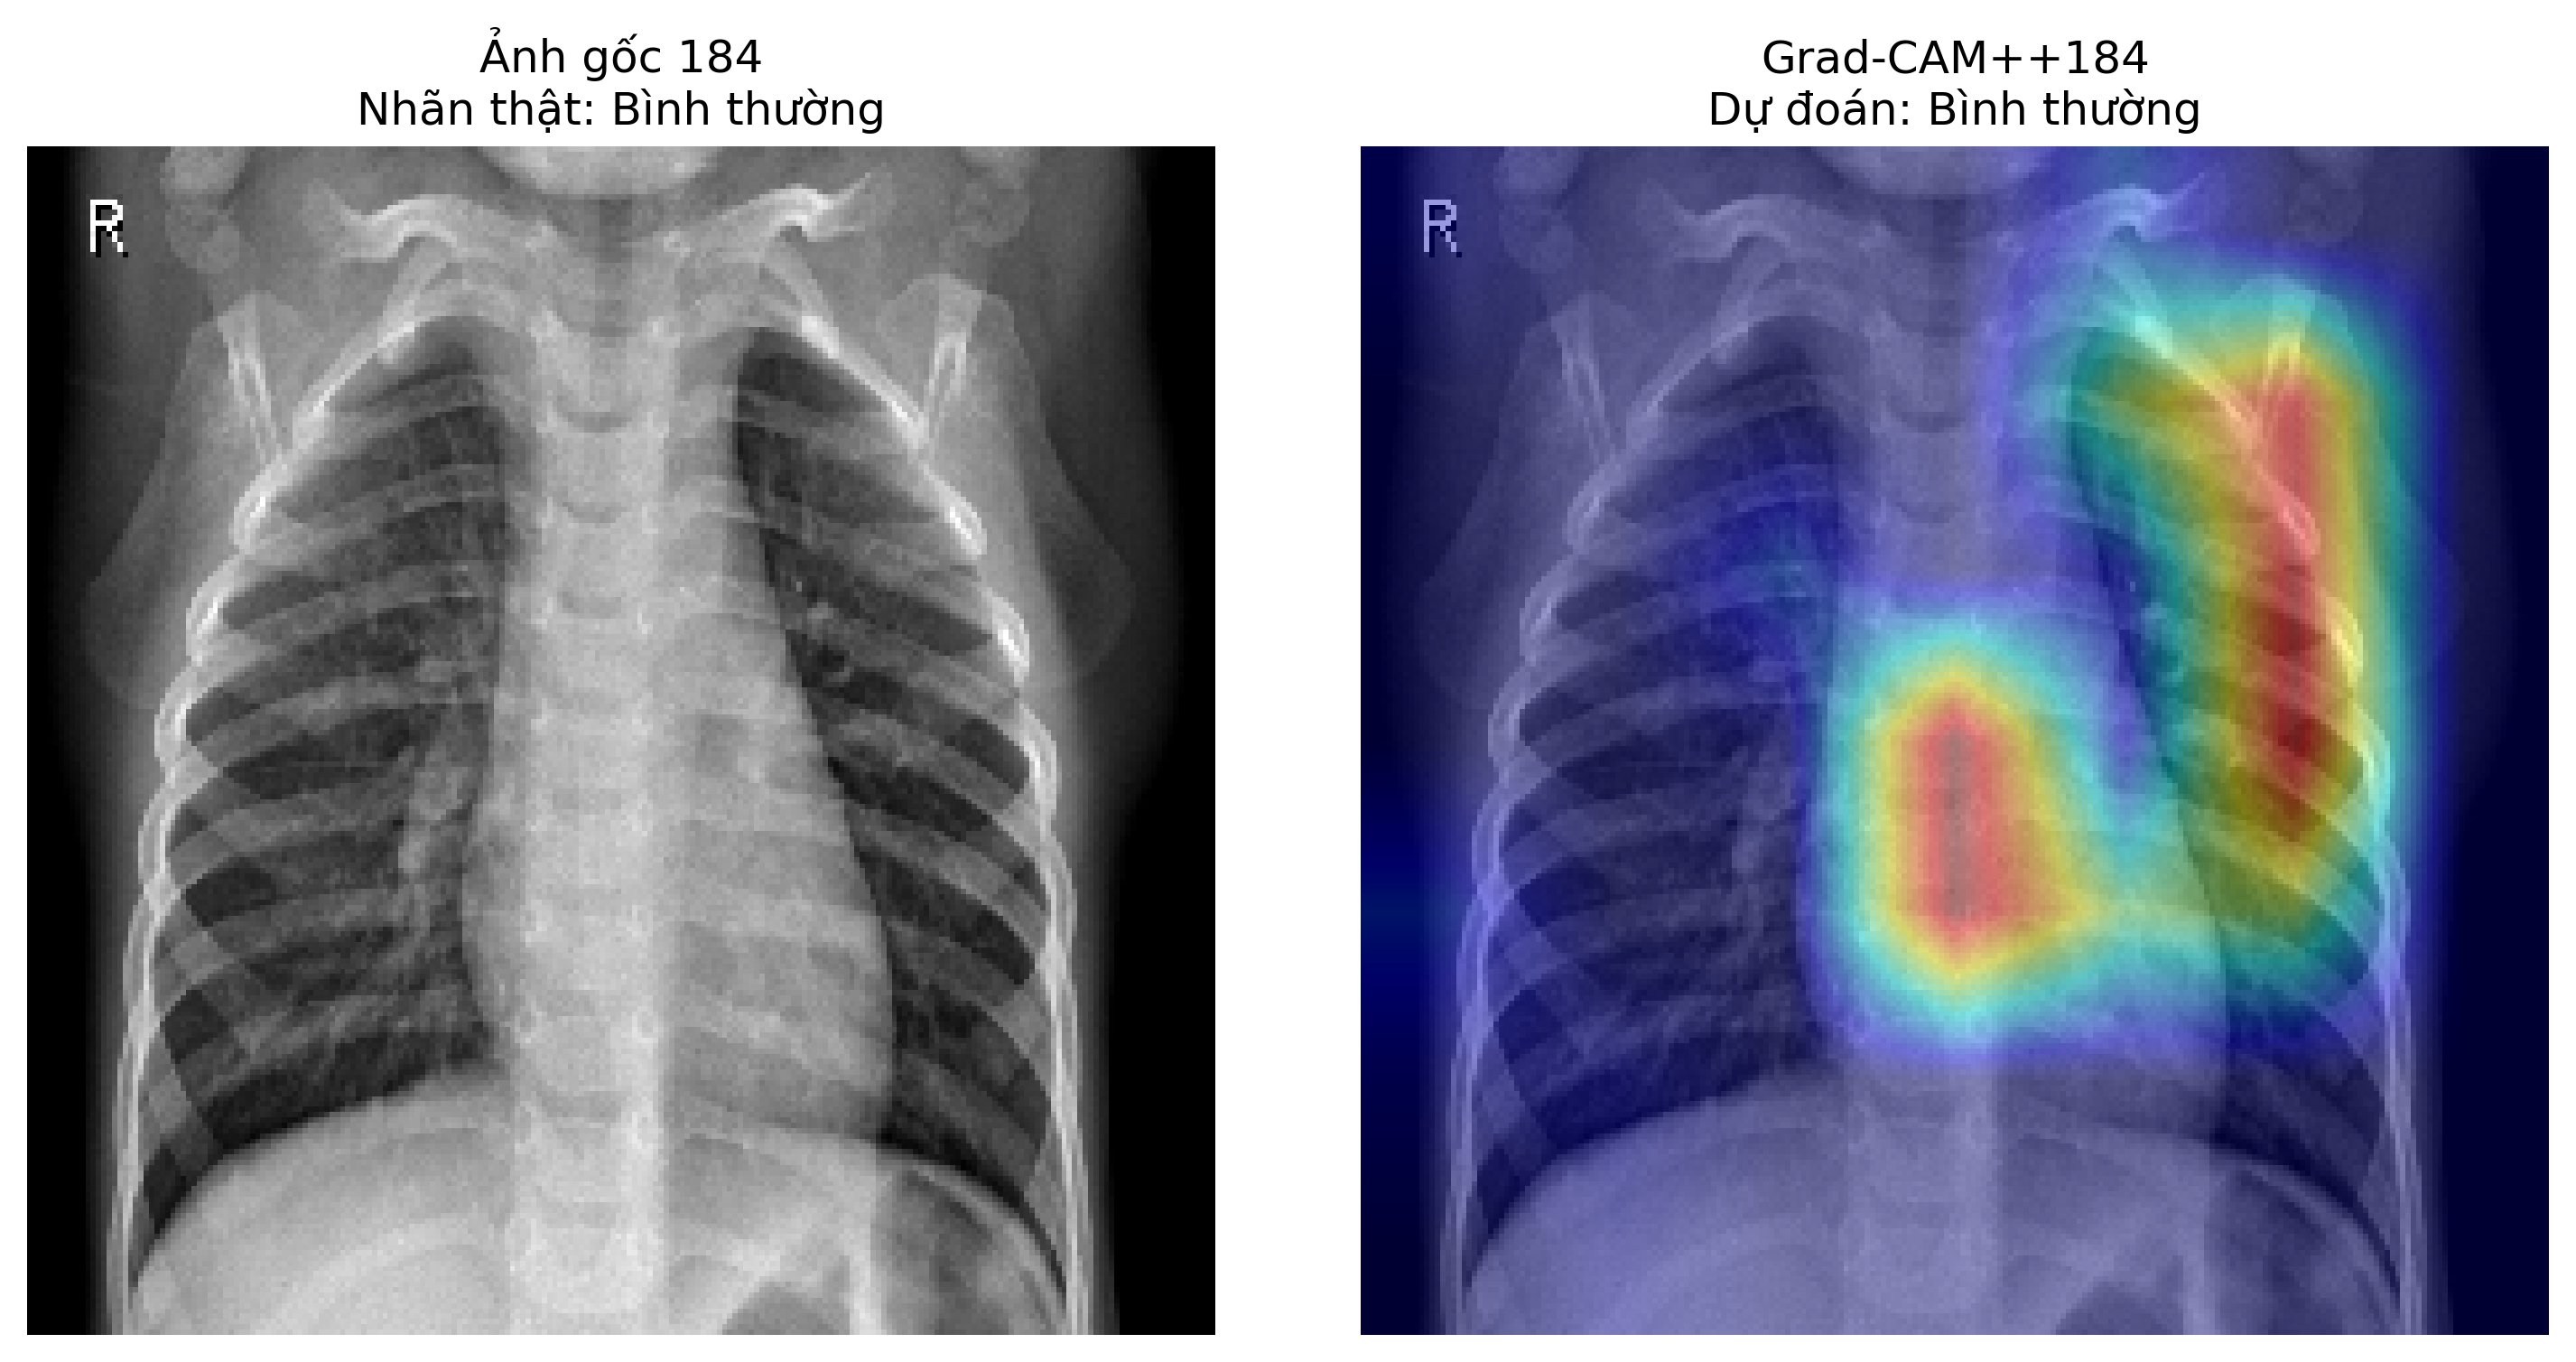 Ảnh gốc 184
Nhãn thật: Bình thường
R
Grad-CAM++184
Dự đoán: Bình thường
R